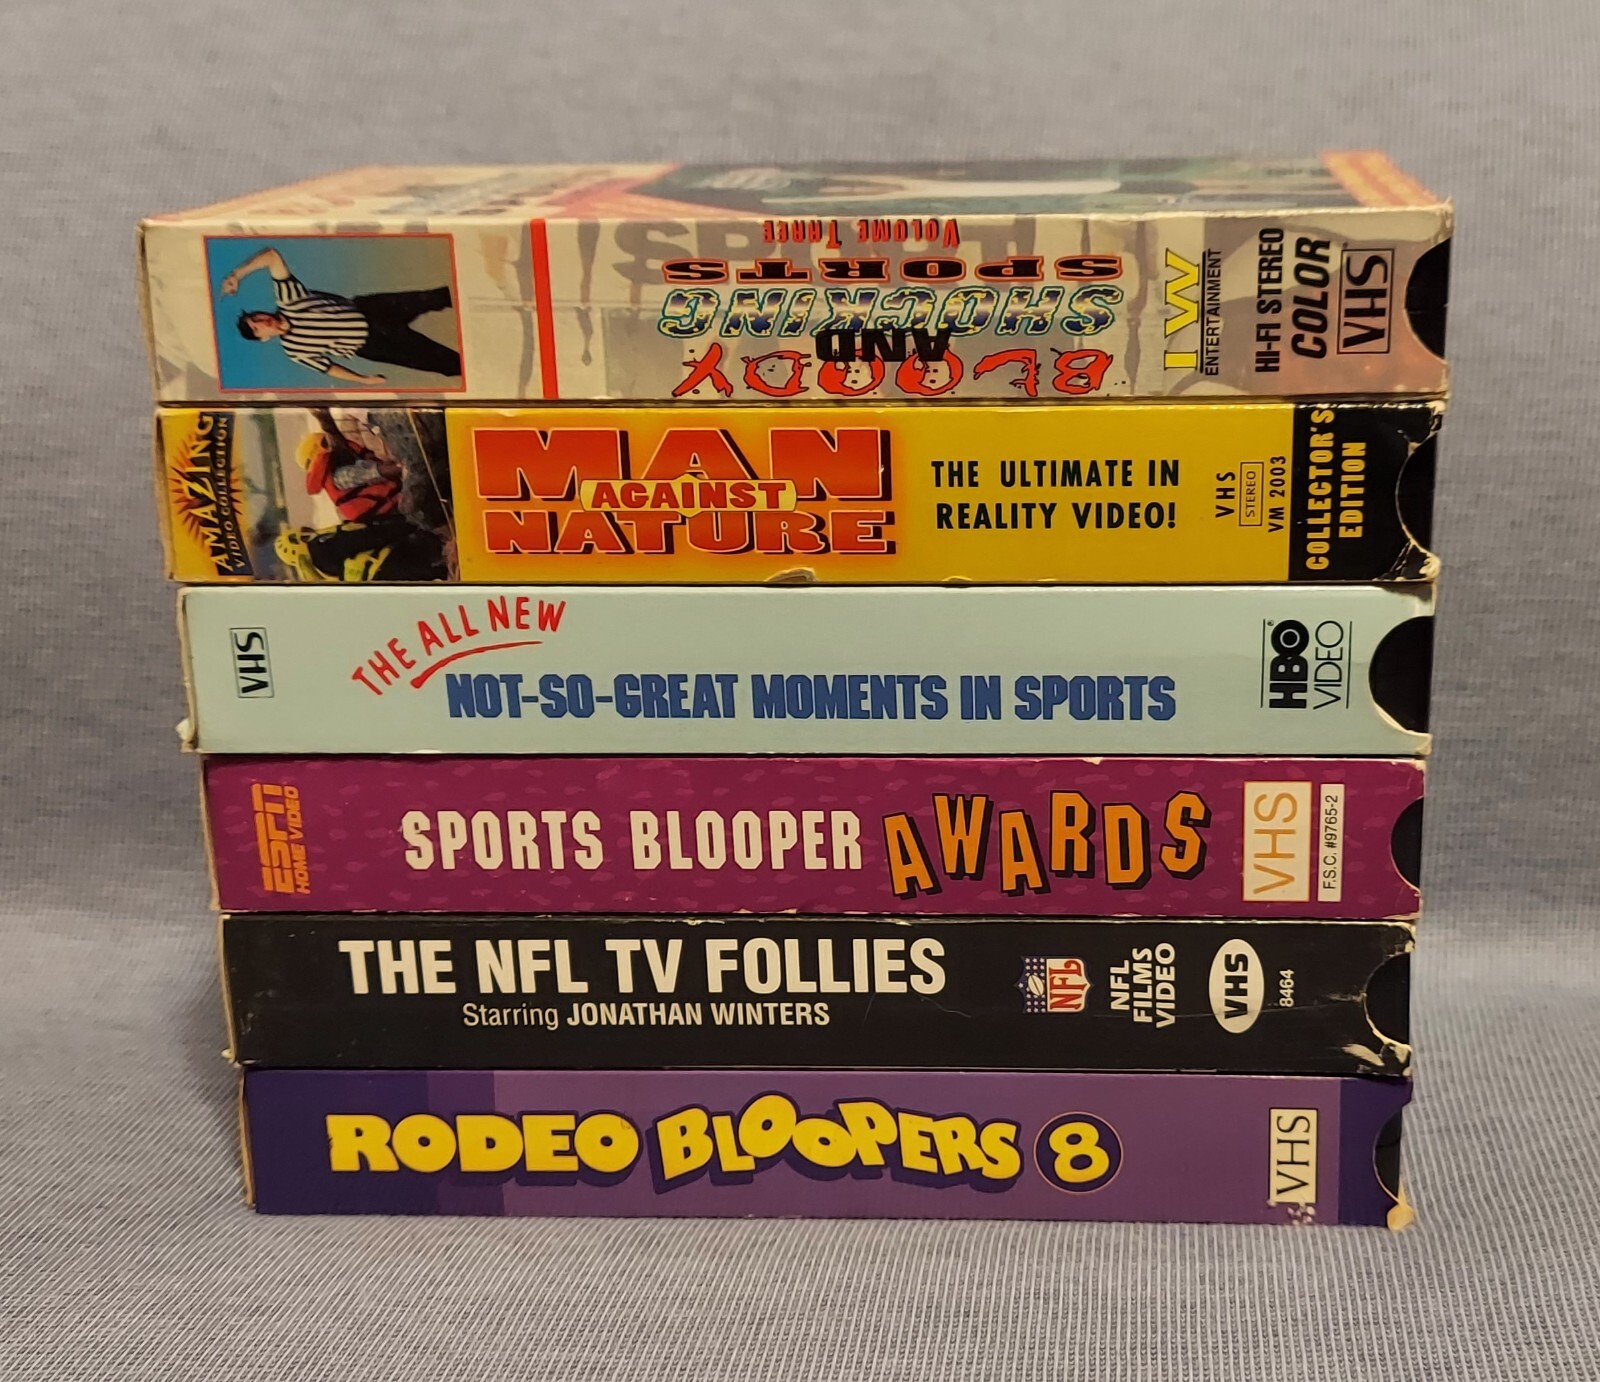 BLOODY
AND
SHOCKING
SPORTS
VOLUME THREE
IW
ENTERTAINMENT
HI-FI STEREO
COLOR
VHS
AMAZING
VIDEO COLLECTION
MAN
AGAINST
NATURE
THE ULTIMATE IN
REALITY VIDEO!
VHS
STEREO
VM 2003
COLLECTOR'S
EDITION
VHS
THE ALL NEW
NOT-SO-GREAT MOMENTS IN SPORTS
HBO®
VIDEO
ESPN
HOME VIDEO
SPORTS BLOOPER AWARDS
VHS
F.S.C. #9765-2
THE NFL TV FOLLIES
Starring JONATHAN WINTERS
NFL
NFL
FILMS
VIDEO
VHS
8464
RODEO BLOOPERS 8
VHS